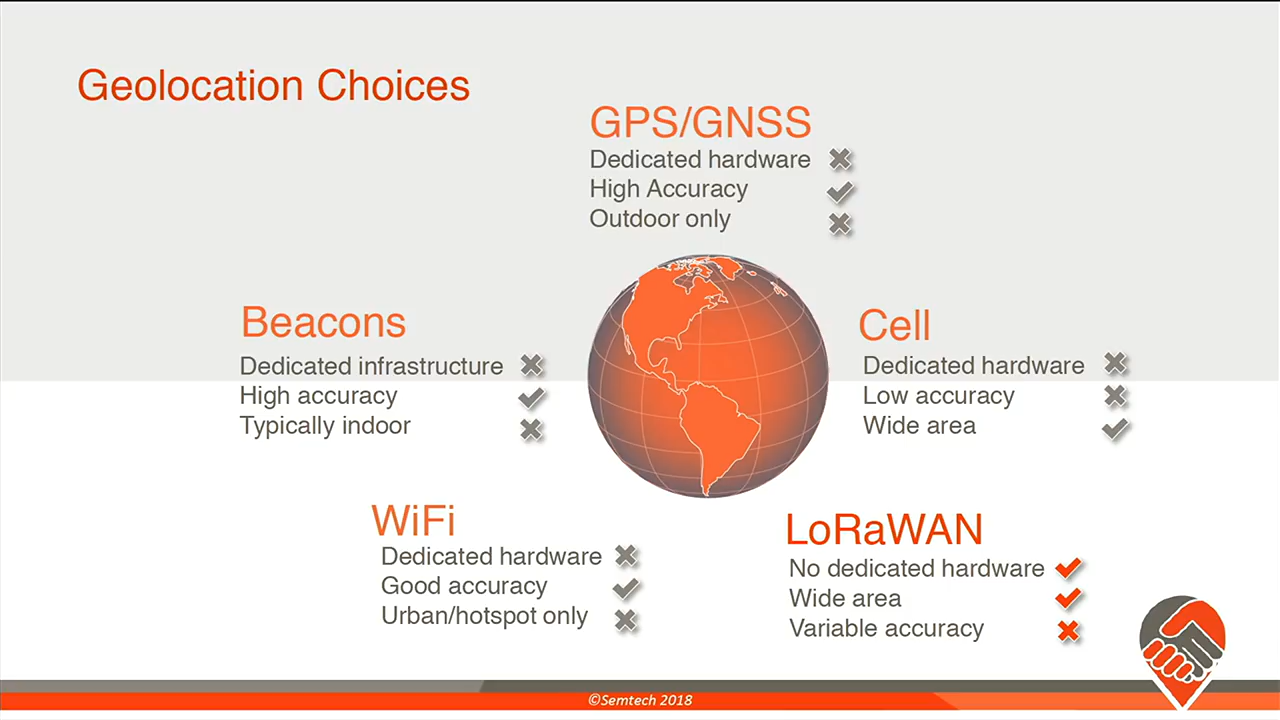 Geolocation Choices
GPS/GNSS
Dedicated hardware
High Accuracy
Outdoor only
Beacons
Dedicated infrastructure
High accuracy
Typically indoor
Cell
Dedicated hardware
Low accuracy
Wide area
WiFi
Dedicated hardware
Good accuracy
Urban/hotspot only
LoRaWAN
No dedicated hardware
Wide area
Variable accuracy
©Semtech 2018